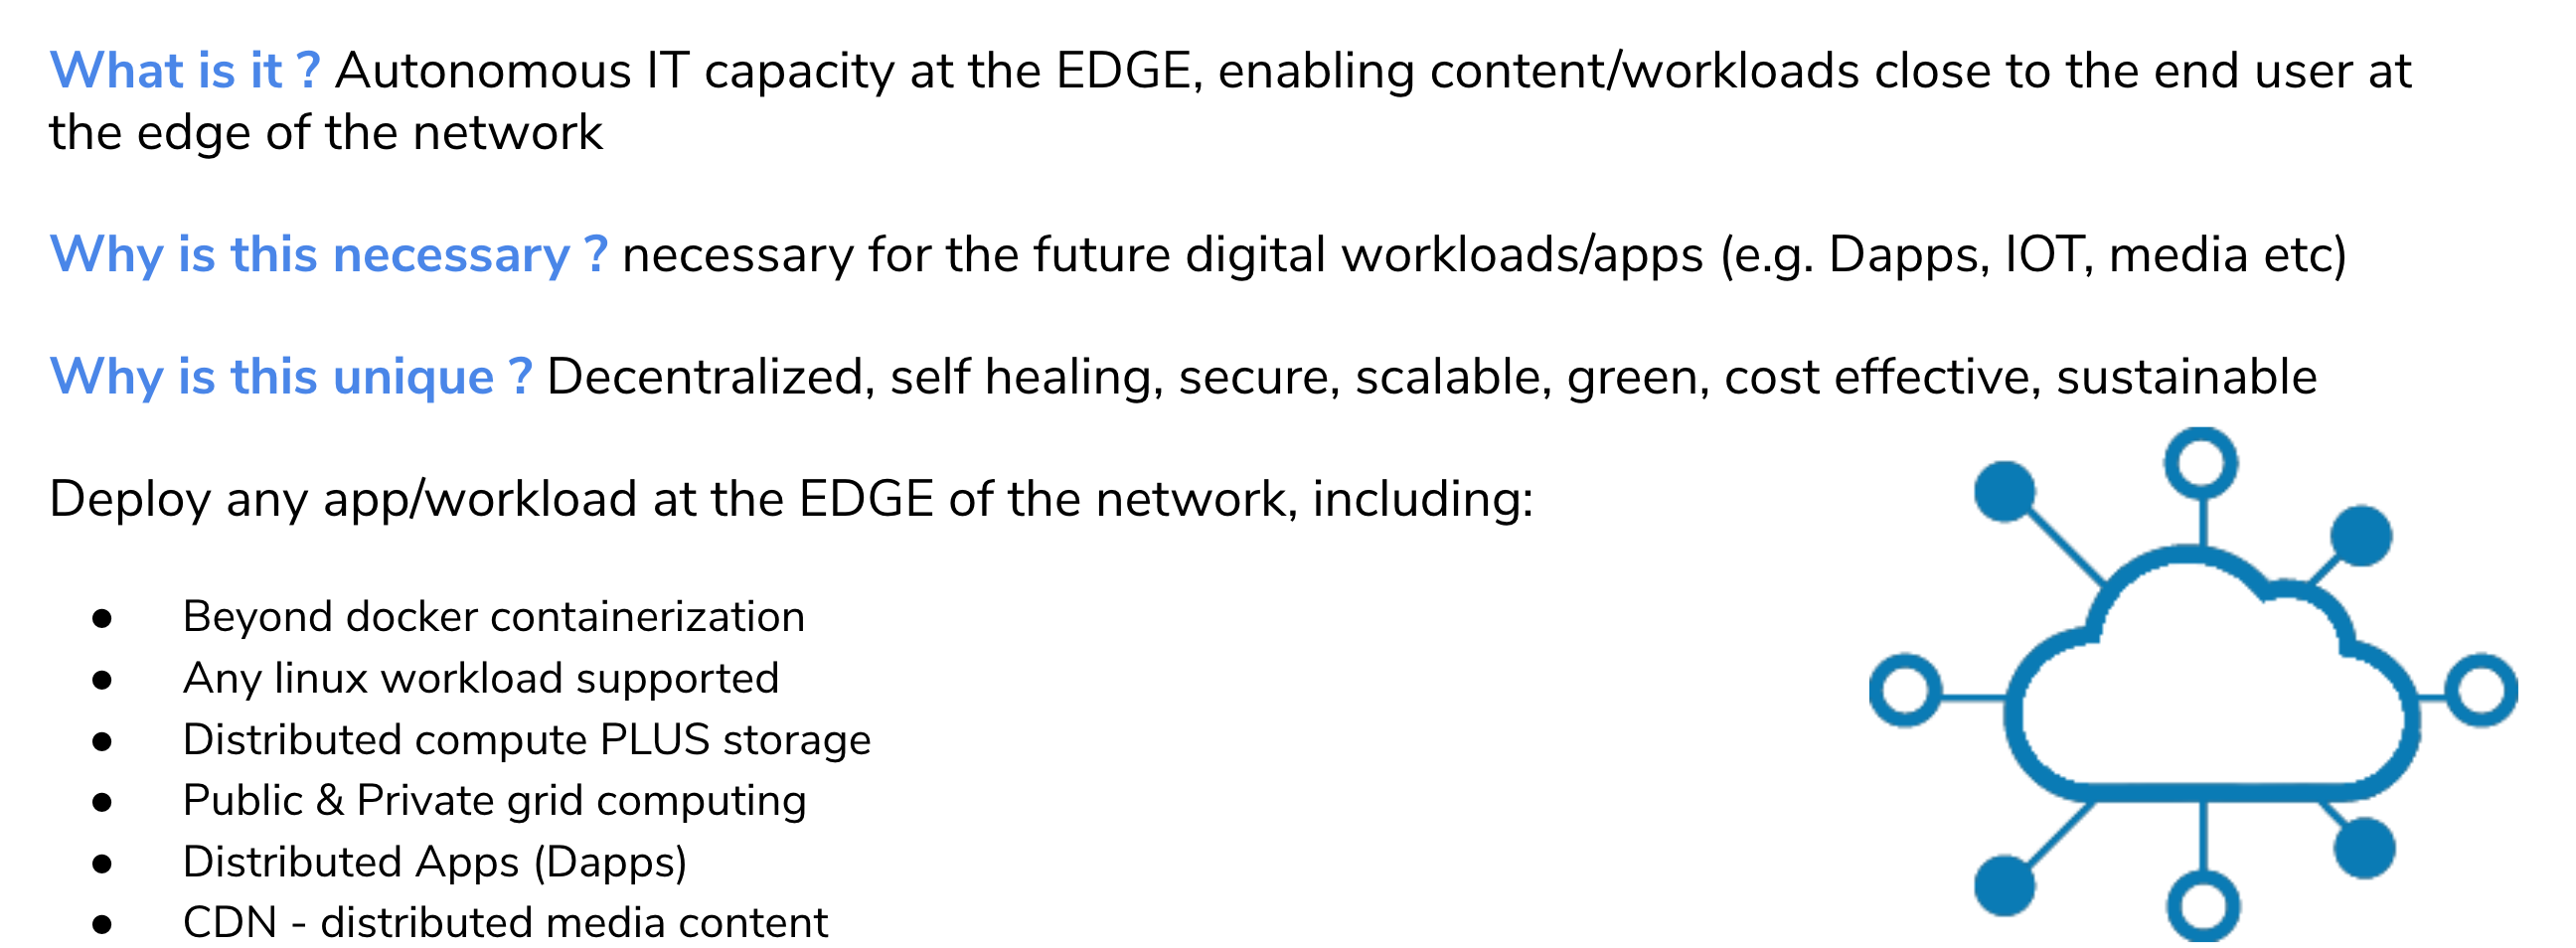 What is it ? Autonomous IT capacity at the EDGE, enabling content/workloads close to the end user at
the edge of the network
Why is this necessary ? necessary for the future digital workloads/apps (e.g. Dapps, IOT, media etc)
Why is this unique ? Decentralized, self healing, secure, scalable, green, cost effective, sustainable
Deploy any app/workload at the EDGE of the network, including:
● Beyond docker containerization
● Any linux workload supported
● Distributed compute PLUS storage
● Public & Private grid computing
● Distributed Apps (Dapps)
● CDN - distributed media content